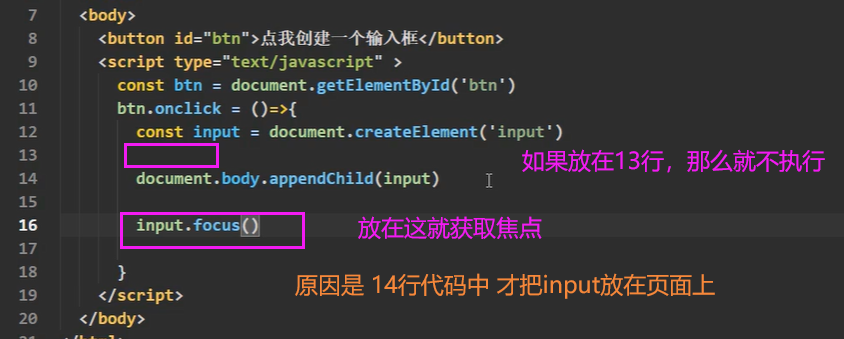 7 <body>
8 <button id="btn">点我创建一个输入框</button>
9 <script type="text/javascript" >
10 const btn = document.getElementById('btn')
11 btn.onclick = ()=>{
12 const input = document.createElement('input')
13 如果放在13行，那么就不执行
14 document.body.appendChild(input)
15
16 input.focus() 放在这就获取焦点
17
18 }
原因是 14行代码中 才把input放在页面上
19 </script>
20 </body>